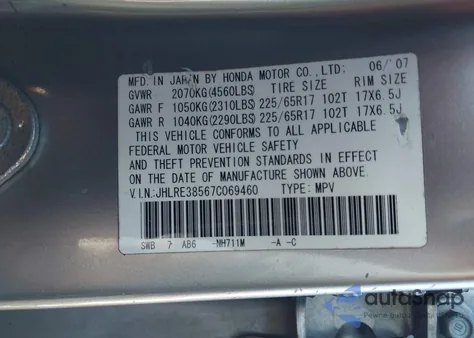 MFD. IN JAPAN BY HONDA MOTOR CO., LTD; 06/07
GVWR 2070KG(4560LBS) TIRE SIZE RIM SIZE
GAWR F 1050KG(2310LBS) 225/65R17 102T 17X6.5J
GAWR R 1040KG(2290LBS) 225/65R17 102T 17X6.5J
THIS VEHICLE CONFORMS TO ALL APPLICABLE
FEDERAL MOTOR VEHICLE SAFETY
AND THEFT PREVENTION STANDARDS IN EFFECT
ON THE DATE OF MANUFACTURE SHOWN ABOVE.
V.I.N:JHLRE38567C069460 TYPE: MPV
SWB 7 AB6 -NH711M -A -C
autosnap